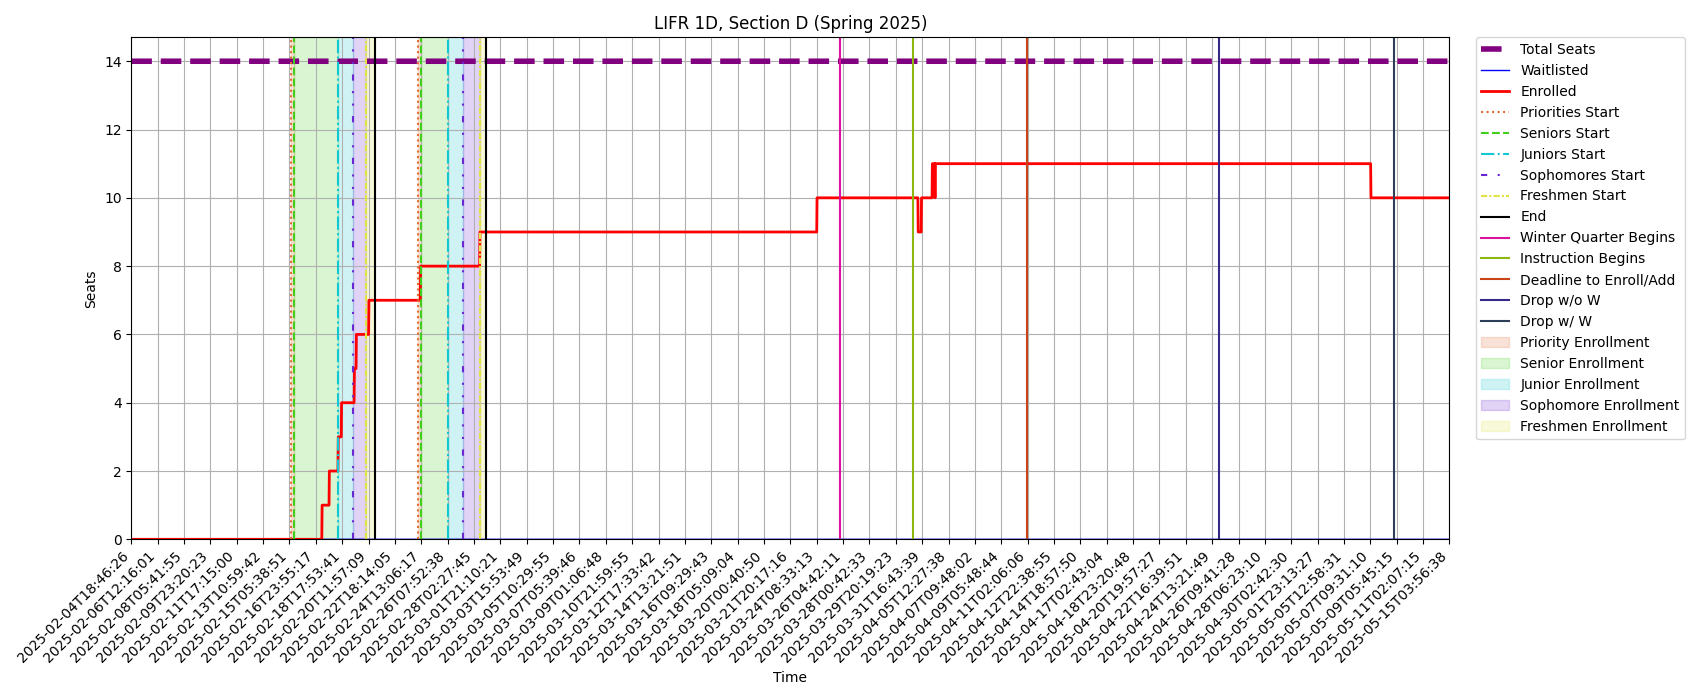 LIFR 1D, Section D (Spring 2025)
Seats
14
12
10
8
6
4
2
0
2025-02-04T18:46:26
2025-02-06T12:16:01
2025-02-08T05:41:55
2025-02-09T23:20:23
2025-02-11T17:15:00
2025-02-13T10:59:42
2025-02-15T05:38:51
2025-02-16T23:55:17
2025-02-18T17:53:41
2025-02-20T11:57:09
2025-02-22T18:14:05
2025-02-24T13:06:17
2025-02-26T07:52:38
2025-02-28T02:27:45
2025-03-01T21:10:22
2025-03-03T15:53:49
2025-03-05T10:29:55
2025-03-07T05:39:46
2025-03-09T01:06:48
2025-03-10T21:59:55
2025-03-12T17:33:42
2025-03-14T13:21:51
2025-03-16T09:29:43
2025-03-18T05:09:04
2025-03-20T00:40:50
2025-03-21T20:17:16
2025-03-24T08:33:13
2025-03-26T04:42:11
2025-03-28T00:42:33
2025-03-29T20:19:23
2025-03-31T16:43:39
2025-04-05T12:27:38
2025-04-07T09:48:02
2025-04-09T05:48:44
2025-04-11T02:06:06
2025-04-12T22:38:55
2025-04-14T18:57:50
2025-04-17T02:43:04
2025-04-18T23:20:48
2025-04-20T19:57:27
2025-04-22T16:39:51
2025-04-24T13:21:49
2025-04-26T09:41:28
2025-04-28T06:23:10
2025-04-30T02:42:30
2025-05-01T23:13:27
2025-05-05T12:58:31
2025-05-07T09:31:10
2025-05-09T05:45:15
2025-05-11T02:07:15
2025-05-15T03:56:38
Time
Total Seats
Waitlisted
Enrolled
Priorities Start
Seniors Start
Juniors Start
Sophomores Start
Freshmen Start
End
Winter Quarter Begins
Instruction Begins
Deadline to Enroll/Add
Drop w/o W
Drop w/ W
Priority Enrollment
Senior Enrollment
Junior Enrollment
Sophomore Enrollment
Freshmen Enrollment